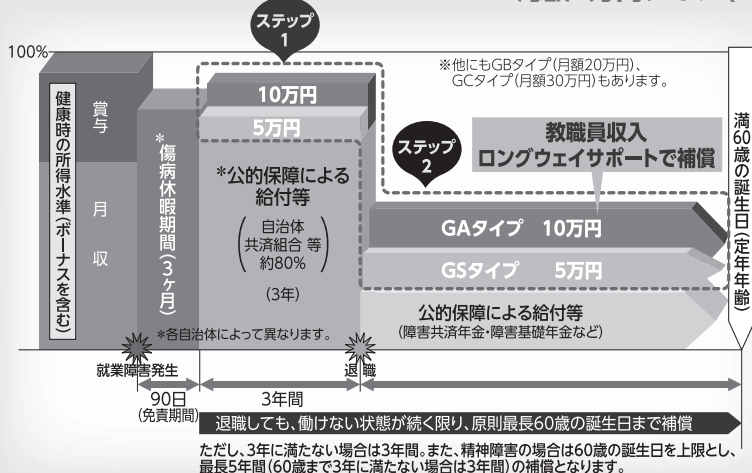 ステップ
1
100%
※他にもGBタイプ(月額20万円)、
GCタイプ(月額30万円)もあります。
健康時の所得水準(ボーナスを含む)
賞与
月収
*傷病休暇期間(3ヶ月)
10万円
5万円
*公的保障による
給付等
(自治体
共済組合 等
約80%)
(3年)
*各自治体によって異なります。
ステップ
2
教職員収入
ロングウェイサポートで補償
GAタイプ 10万円
GSタイプ 5万円
公的保障による給付等
(障害共済年金・障害基礎年金など)
満60歳の誕生日(定年年齢)
就業障害発生
退職
90日
(免責期間)
3年間
退職しても、働けない状態が続く限り、原則最長60歳の誕生日まで補償
ただし、3年に満たない場合は3年間。また、精神障害の場合は60歳の誕生日を上限とし、
最長5年間(60歳まで3年に満たない場合は3年間)の補償となります。